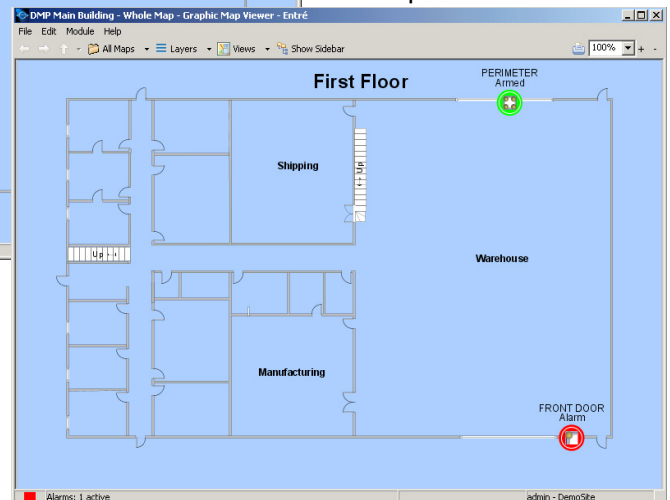 DMP Main Building - Whole Map - Graphic Map Viewer - Entré
File Edit Module Help
All Maps Layers Views Show Sidebar 100% + -
First Floor
PERIMETER
Armed
Shipping
Up
Up
Warehouse
Manufacturing
FRONT DOOR
Alarm
Alarms: 1 active admin - DemoSite